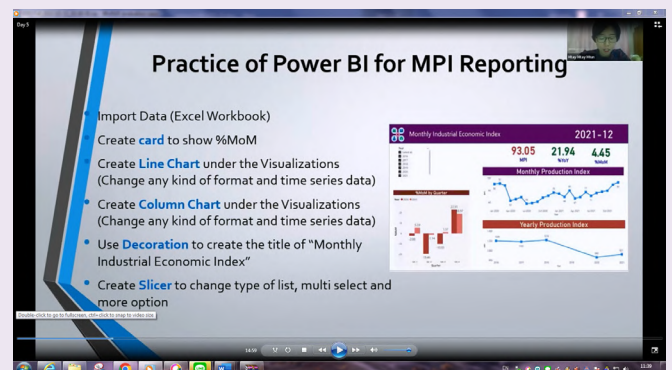 Day 5
Practice of Power BI for MPI Reporting
Import Data (Excel Workbook)
Create card to show %MoM
Create Line Chart under the Visualizations
(Change any kind of format and time series data)
Create Column Chart under the Visualizations
(Change any kind of format and time series data)
Use Decoration to create the title of “Monthly
Industrial Economic Index”
Create Slicer to change type of list, multi select and
more option
Monthly Industrial Economic Index
2021-12
93.05
21.94
4.45
MPI
%YoY
%MoM
Monthly Production Index
%MoM by Quarter
Yearly Production Index
Quarter
Double-click to go to fullscreen, ctrl+click to snap to video size
14:59
11:39